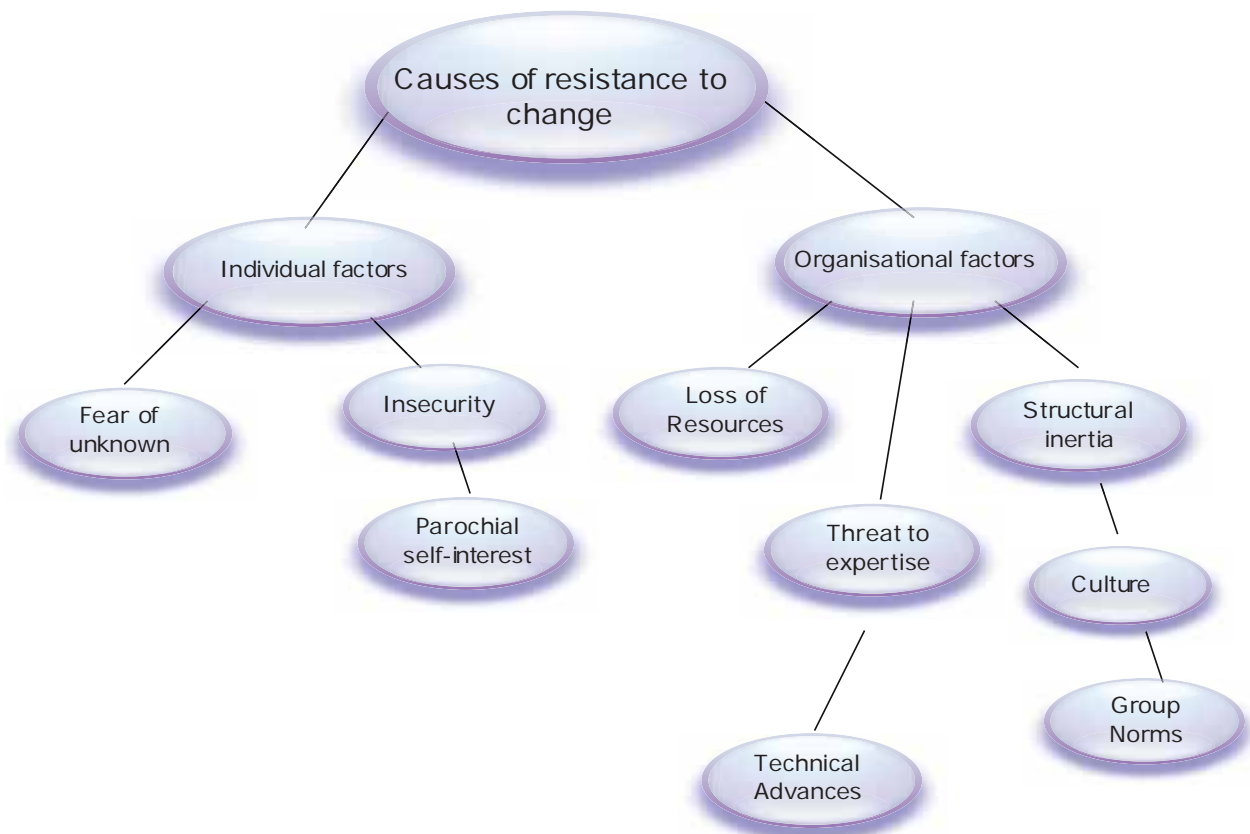 Causes of resistance to
change
Individual factors
Organisational factors
Fear of
unknown
Insecurity
Loss of
Resources
Structural
inertia
Parochial
self-interest
Threat to
expertise
Culture
Group
Norms
Technical
Advances